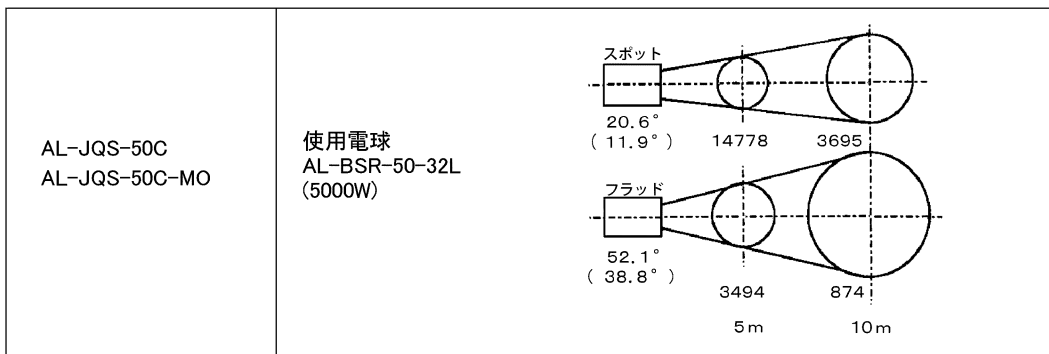 AL-JQS-50C
AL-JQS-50C-MO
使用電球
AL-BSR-50-32L
(5000W)
スポット
20.6°
( 11.9° )
14778
3695
フラッド
52.1°
( 38.8° )
3494
874
5m
10m